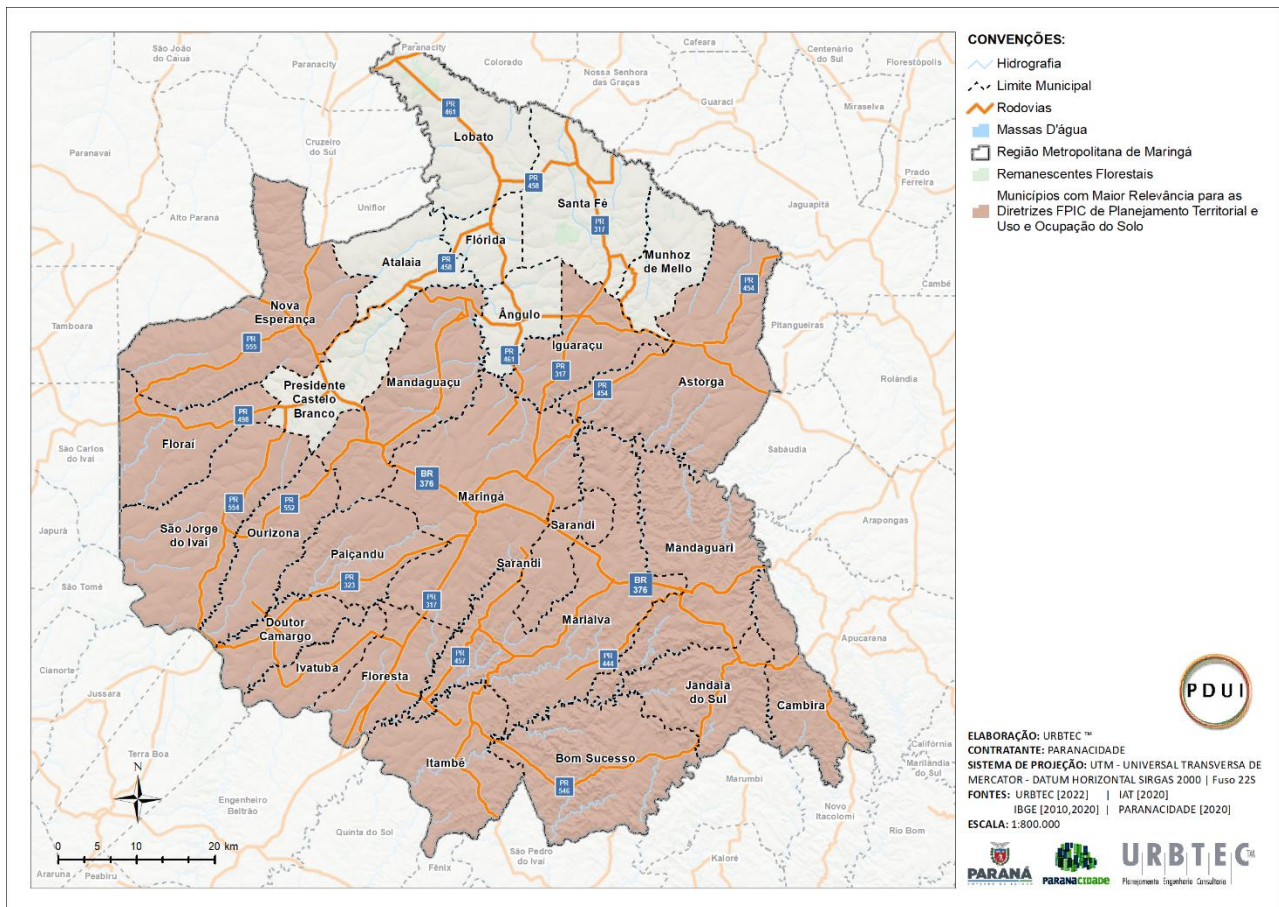 São João
do Caiuá
Paranacity
Paranacity
Colorado
Cafeara
Nossa Senhora
das Graças
Centenário
do Sul
Florestópolis
Guaraci
Miraselva
Cruzeiro
do Sul
Paranavaí
Uniflor
Alto Paraná
Prado
Ferreira
Jaguapitã
Cambé
Pitangueiras
Rolândia
Tamboara
São Carlos
do Ivaí
Sabáudia
Arapongas
Japurá
São Tomé
Apucarana
Cianorte
Jussara
Terra Boa
Califórnia
Marilândia
do Sul
Marumbi
Novo
Itacolomi
Engenheiro
Beltrão
Quinta do Sol
São Pedro
do Ivaí
Kaloré
Rio Bom
Fênix
Araruna
Peabiru
Lobato
Santa Fé
Flórida
Atalaia
Munhoz
de Mello
Ângulo
Nova
Esperança
Iguaraçu
Presidente
Castelo
Branco
Mandaguaçu
Astorga
Floraí
Maringá
Sarandi
Mandaguari
São Jorge
do Ivaí
Ourizona
Paiçandu
Sarandi
Marialva
Doutor
Camargo
Ivatuba
Floresta
Jandaia
do Sul
Cambira
Itambé
Bom Sucesso
PR
461
PR
458
PR
317
PR
458
PR
454
PR
555
PR
461
PR
317
PR
454
PR
498
BR
376
PR
554
PR
552
PR
323
PR
317
BR
376
PR
457
PR
444
PR
546
N
0 5 10 20 km
CONVENÇÕES:
Hidrografia
Limite Municipal
Rodovias
Massas D'água
Região Metropolitana de Maringá
Remanescentes Florestais
Municípios com Maior Relevância para as
Diretrizes FPIC de Planejamento Territorial e
Uso e Ocupação do Solo
PDUI
ELABORAÇÃO: URBTEC ™
CONTRATANTE: PARANACIDADE
SISTEMA DE PROJEÇÃO: UTM - UNIVERSAL TRANSVERSA DE
MERCATOR - DATUM HORIZONTAL SIRGAS 2000 | Fuso 22S
FONTES: URBTEC [2022] | IAT [2020]
IBGE [2010,2020] | PARANACIDADE [2020]
ESCALA: 1:800.000
PARANÁ
PARANACIDADE
URBTEC TM
Planejamento Engenharia Consultoria